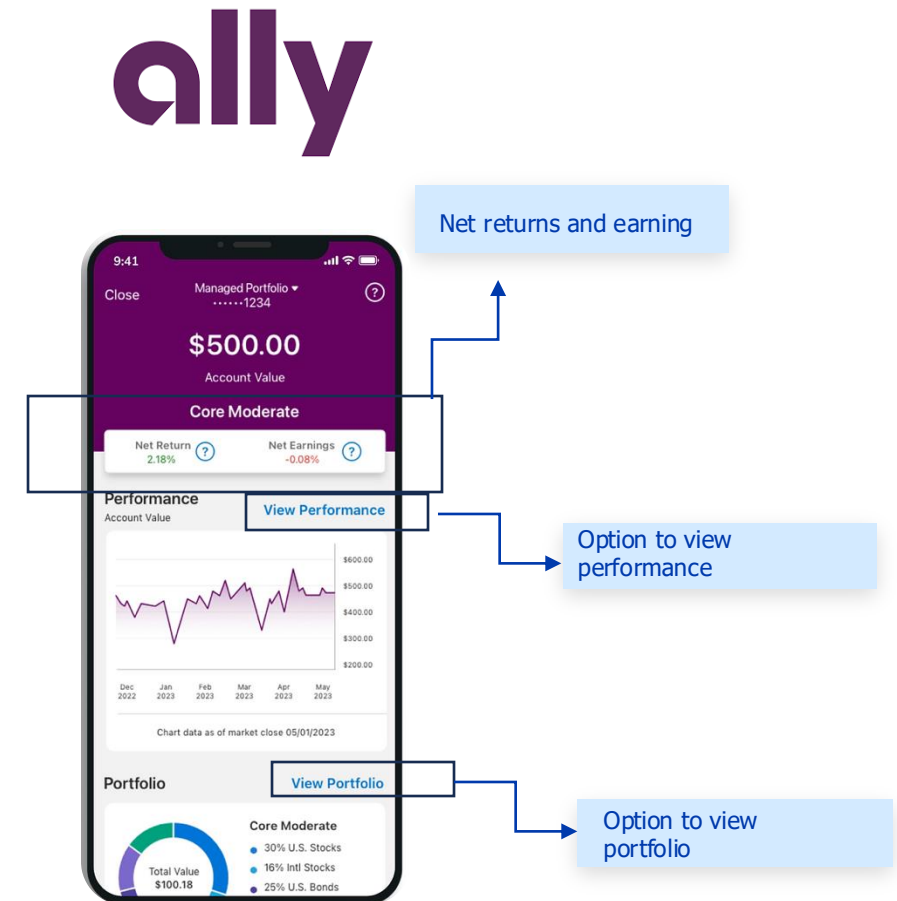 ally
Net returns and earning
9:41
Close
Managed Portfolio
······1234
?
$500.00
Account Value
Core Moderate
Net Return ?
2.18%
Net Earnings ?
-0.08%
Performance
Account Value
View Performance
$600.00
$500.00
$400.00
$300.00
$200.00
Dec Jan Feb Mar Apr May
2022 2023 2023 2023 2023 2023
Chart data as of market close 05/01/2023
Option to view
performance
Portfolio
View Portfolio
Total Value
$100.18
Core Moderate
30% U.S. Stocks
16% Intl Stocks
25% U.S. Bonds
Option to view
portfolio